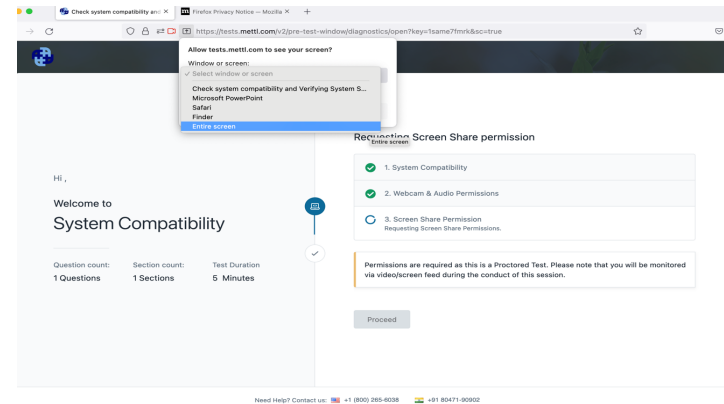 Check system compatibility and
Firefox Privacy Notice — Mozilla
https://tests.mettl.com/v2/pre-test-window/diagnostics/open?key=1same7fmrk&sc=true
Allow tests.mettl.com to see your screen?
Window or screen:
✓ Select window or screen
Check system compatibility and Verifying System S...
Microsoft PowerPoint
Safari
Finder
Entire screen
Entire screen
Requesting Screen Share permission
1. System Compatibility
2. Webcam & Audio Permissions
3. Screen Share Permission
Requesting Screen Share Permissions.
Hi ,
Welcome to
System Compatibility
Question count: Section count: Test Duration
1 Questions 1 Sections 5 Minutes
Permissions are required as this is a Proctored Test. Please note that you will be monitored
via video/screen feed during the conduct of this session.
Proceed
Need Help? Contact us: +1 (800) 265-6038 +91 80471-90902